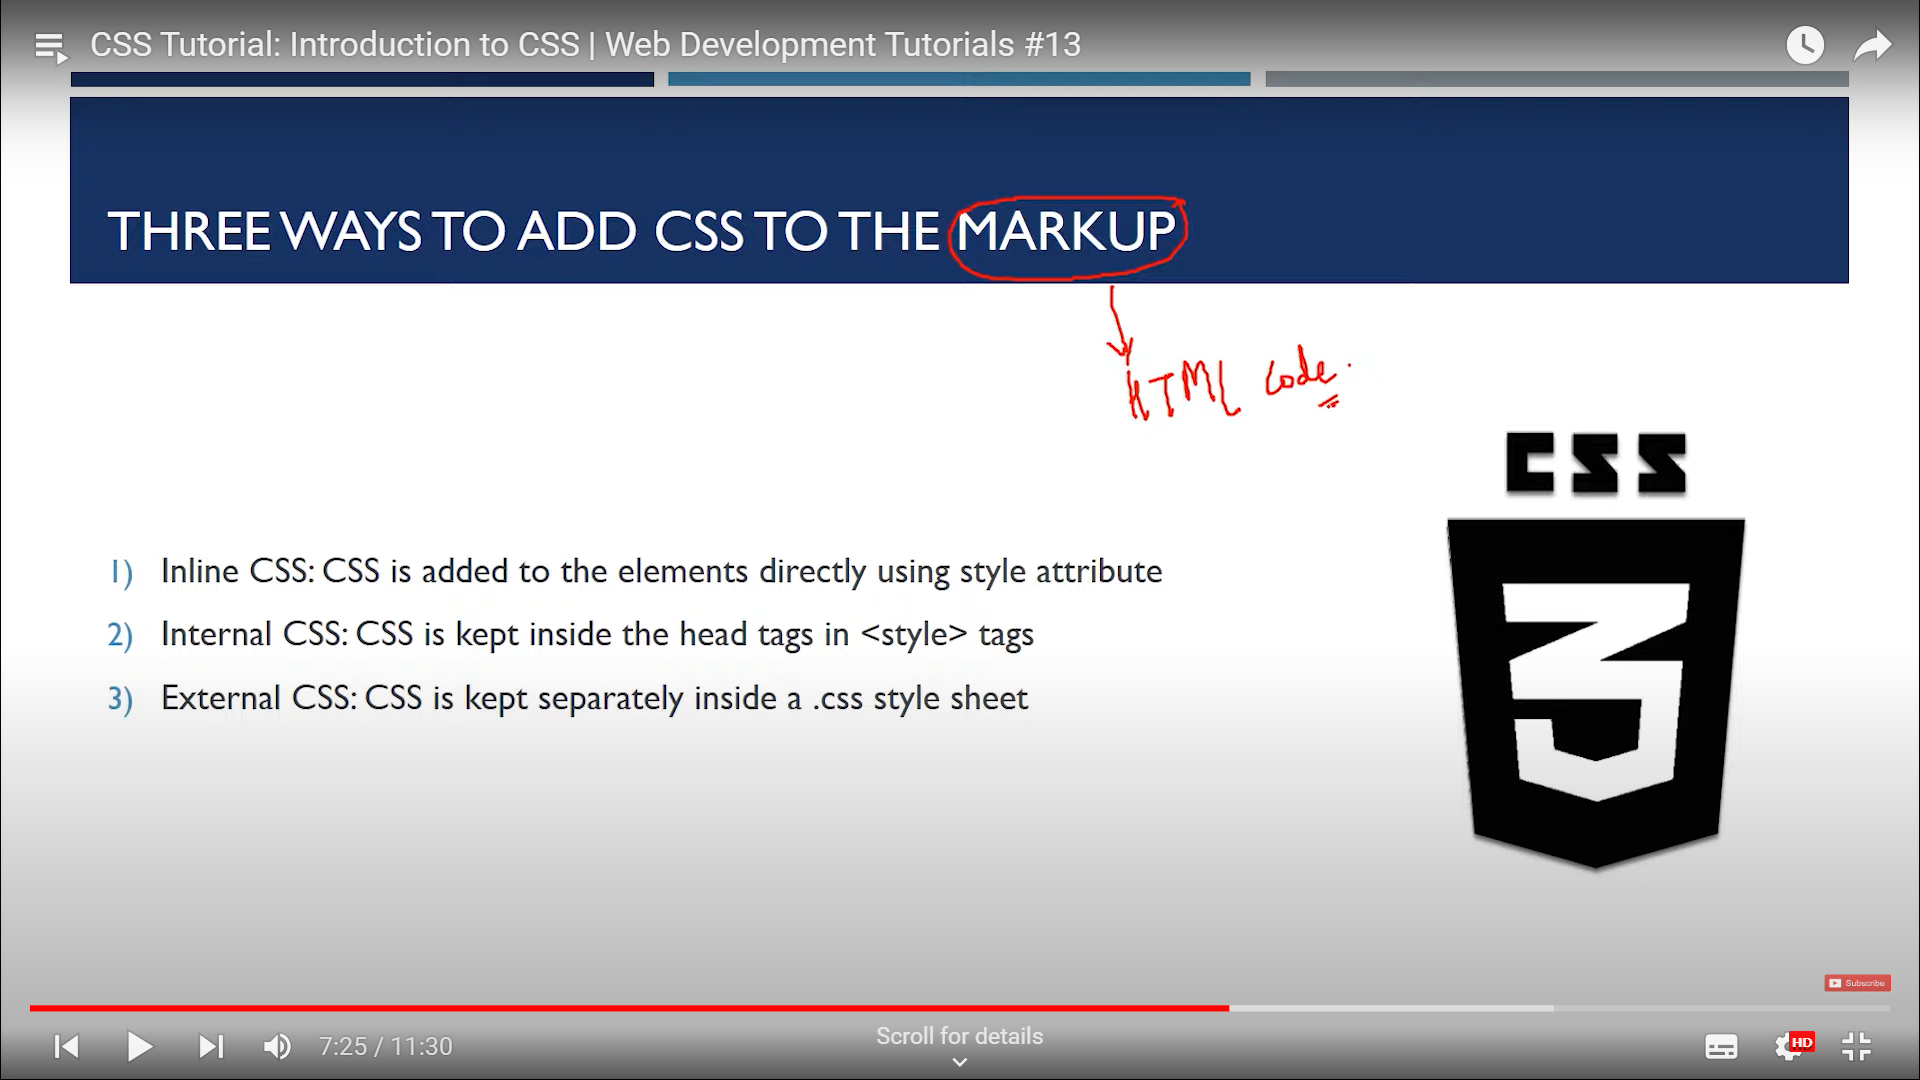 CSS Tutorial: Introduction to CSS | Web Development Tutorials #13
THREE WAYS TO ADD CSS TO THE MARKUP
HTML Code.
CSS
3
1) Inline CSS: CSS is added to the elements directly using style attribute
2) Internal CSS: CSS is kept inside the head tags in <style> tags
3) External CSS: CSS is kept separately inside a .css style sheet
Subscribe
7:25 / 11:30
Scroll for details
HD